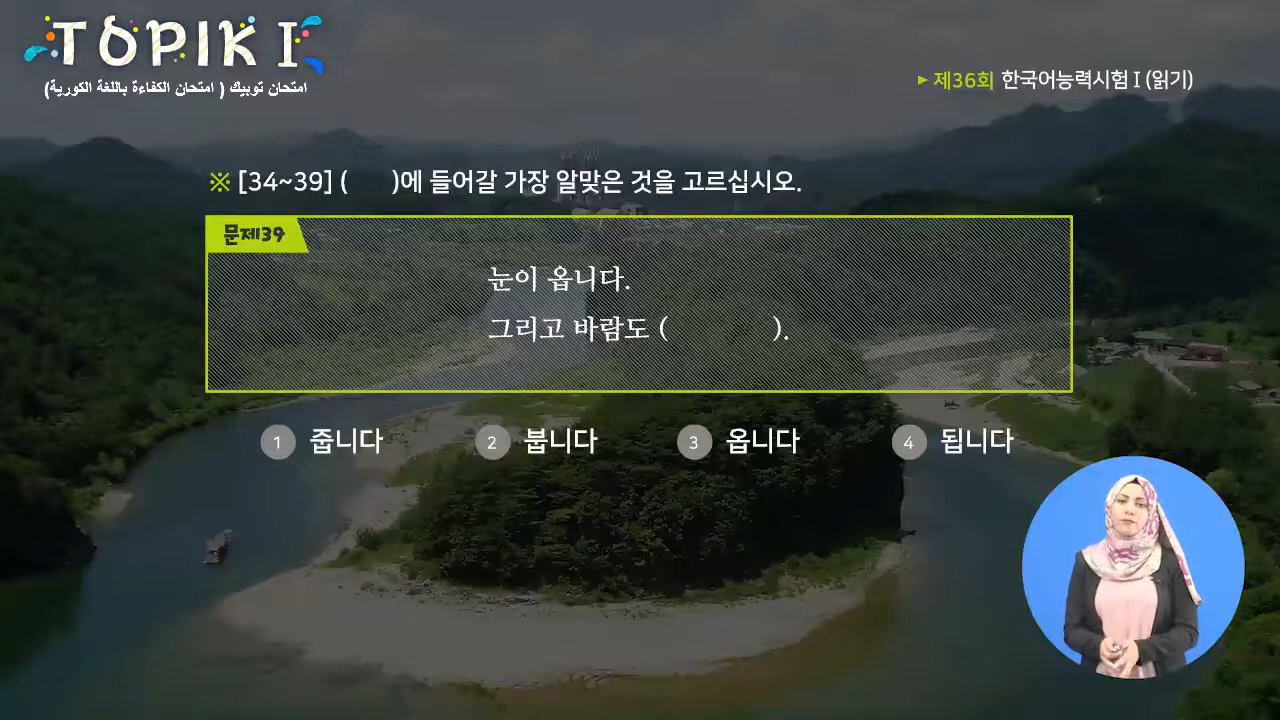 TOPIK I
امتحان توبيك ( امتحان الكفاءة باللغة الكورية)
▸ 제36회 한국어능력시험 I (읽기)
※ [34~39] ( )에 들어갈 가장 알맞은 것을 고르십시오.
문제39
눈이 옵니다.
그리고 바람도 ( ).
1 줍니다 2 붑니다 3 옵니다 4 됩니다